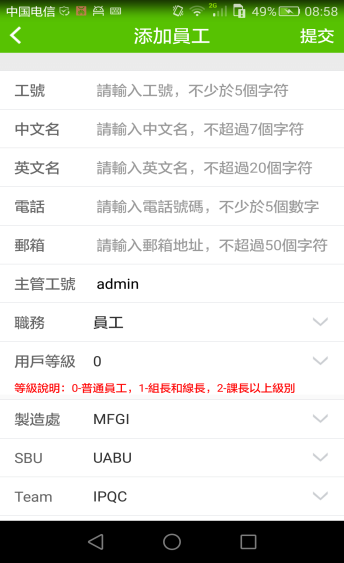 中国电信 2G 49% 08:58
添加員工 提交
工號 請輸入工號，不少於5個字符
中文名 請輸入中文名，不超過7個字符
英文名 請輸入英文名，不超過20個字符
電話 請輸入電話號碼，不少於5個數字
郵箱 請輸入郵箱地址，不超過50個字符
主管工號 admin
職務 員工
用戶等級 0
等級說明：0-普通員工，1-組長和線長，2-課長以上級別
製造處 MFGI
SBU UABU
Team IPQC